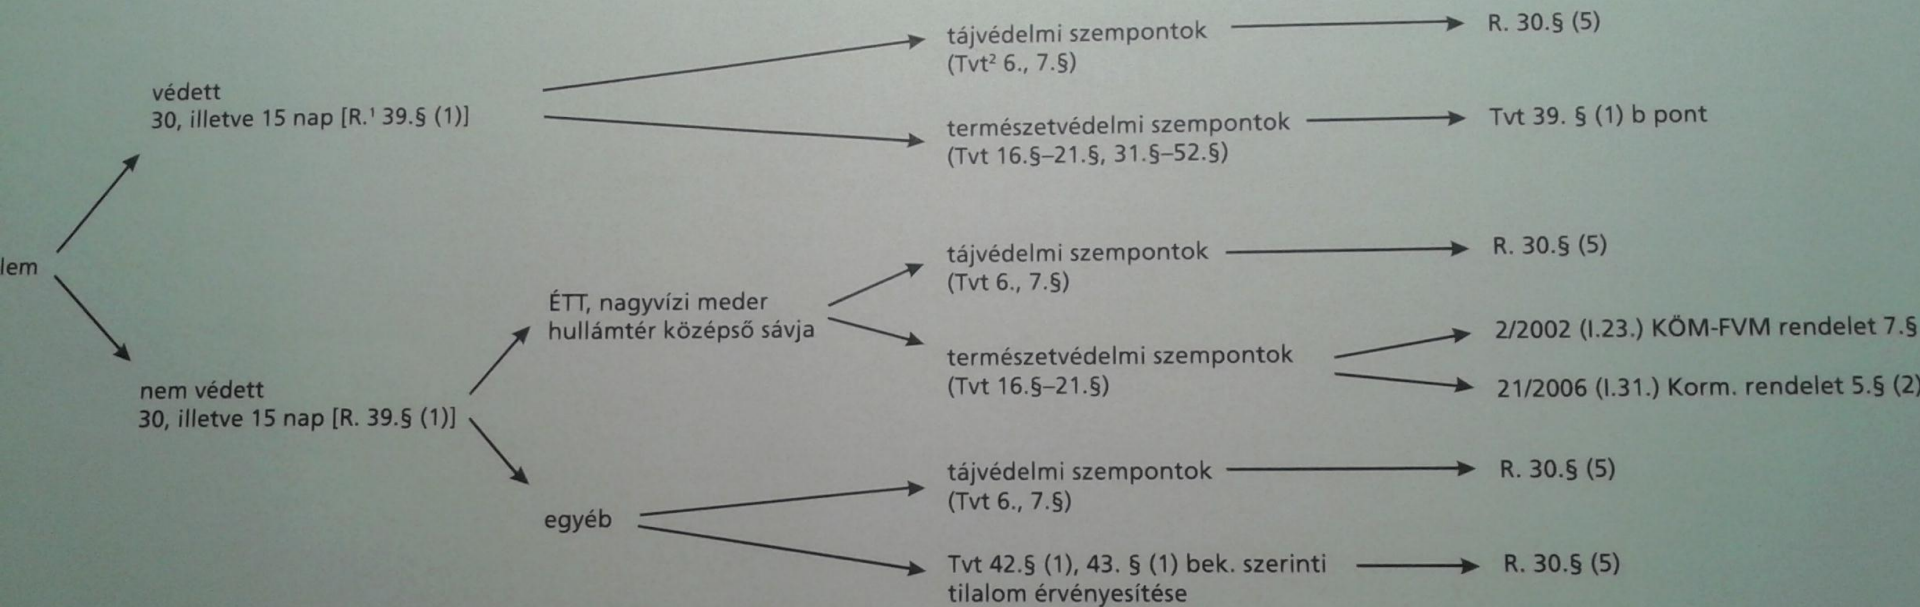 lem
védett
30, illetve 15 nap [R.¹ 39.§ (1)]
tájvédelmi szempontok
(Tvt² 6., 7.§)
R. 30.§ (5)
természetvédelmi szempontok
(Tvt 16.§–21.§, 31.§–52.§)
Tvt 39. § (1) b pont
nem védett
30, illetve 15 nap [R. 39.§ (1)]
ÉTT, nagyvízi meder
hullámtér középső sávja
tájvédelmi szempontok
(Tvt 6., 7.§)
R. 30.§ (5)
természetvédelmi szempontok
(Tvt 16.§–21.§)
2/2002 (I.23.) KÖM-FVM rendelet 7.§
21/2006 (I.31.) Korm. rendelet 5.§ (2)
egyéb
tájvédelmi szempontok
(Tvt 6., 7.§)
R. 30.§ (5)
Tvt 42.§ (1), 43. § (1) bek. szerinti
tilalom érvényesítése
R. 30.§ (5)